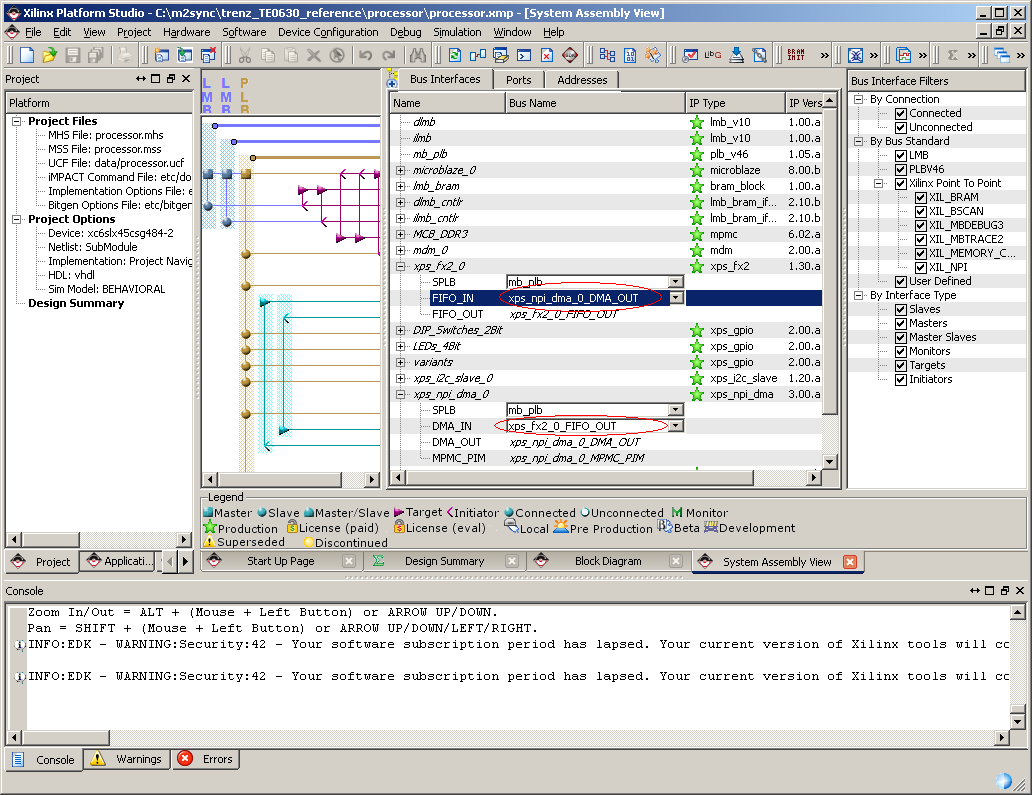 Xilinx Platform Studio - C:\m2sync\trenz_TE0630_reference\processor\processor.xmp - [System Assembly View]
File Edit View Project Hardware Software Device Configuration Debug Simulation Window Help
BRAM INIT
Project
Platform
Project Files
MHS File: processor.mhs
MSS File: processor.mss
UCF File: data/processor.ucf
iMPACT Command File: etc/do
Implementation Options File: e
Bitgen Options File: etc/bitgen
Project Options
Device: xc6slx45csg484-2
Netlist: SubModule
Implementation: Project Navig
HDL: vhdl
Sim Model: BEHAVIORAL
Design Summary
Project Applicati...
L L P
M M L
B B B
Bus Interfaces Ports Addresses
Name Bus Name IP Type IP Vers
dlmb lmb_v10 1.00.a
ilmb lmb_v10 1.00.a
mb_plb plb_v46 1.05.a
microblaze_0 microblaze 8.00.b
lmb_bram bram_block 1.00.a
dlmb_cntlr lmb_bram_if... 2.10.b
ilmb_cntlr lmb_bram_if... 2.10.b
MCB_DDR3 mpmc 6.02.a
mdm_0 mdm 2.00.a
xps_fx2_0 xps_fx2 1.30.a
SPLB mb_plb
FIFO_IN xps_npi_dma_0_DMA_OUT
FIFO_OUT xps_fx2_0_FIFO_OUT
DIP_Switches_2Bit xps_gpio 2.00.a
LEDs_4Bit xps_gpio 2.00.a
variants xps_gpio 2.00.a
xps_i2c_slave_0 xps_i2c_slave 1.20.a
xps_npi_dma_0 xps_npi_dma 3.00.a
SPLB mb_plb
DMA_IN xps_fx2_0_FIFO_OUT
DMA_OUT xps_npi_dma_0_DMA_OUT
MPMC_PIM xps_npi_dma_0_MPMC_PIM
Bus Interface Filters
By Connection
Connected
Unconnected
By Bus Standard
LMB
PLBV46
Xilinx Point To Point
XIL_BRAM
XIL_BSCAN
XIL_MBDEBUG3
XIL_MBTRACE2
XIL_MEMORY_C...
XIL_NPI
User Defined
By Interface Type
Slaves
Masters
Master Slaves
Monitors
Targets
Initiators
Legend
Master Slave Master/Slave Target Initiator Connected Unconnected M Monitor
Production License (paid) License (eval) Local Pre Production Beta Development
Superseded Discontinued
Start Up Page Design Summary Block Diagram System Assembly View
Console
Zoom In/Out = ALT + (Mouse + Left Button) or ARROW UP/DOWN.
Pan = SHIFT + (Mouse + Left Button) or ARROW UP/DOWN/LEFT/RIGHT.
INFO:EDK - WARNING:Security:42 - Your software subscription period has lapsed. Your current version of Xilinx tools will co
INFO:EDK - WARNING:Security:42 - Your software subscription period has lapsed. Your current version of Xilinx tools will co
Console Warnings Errors